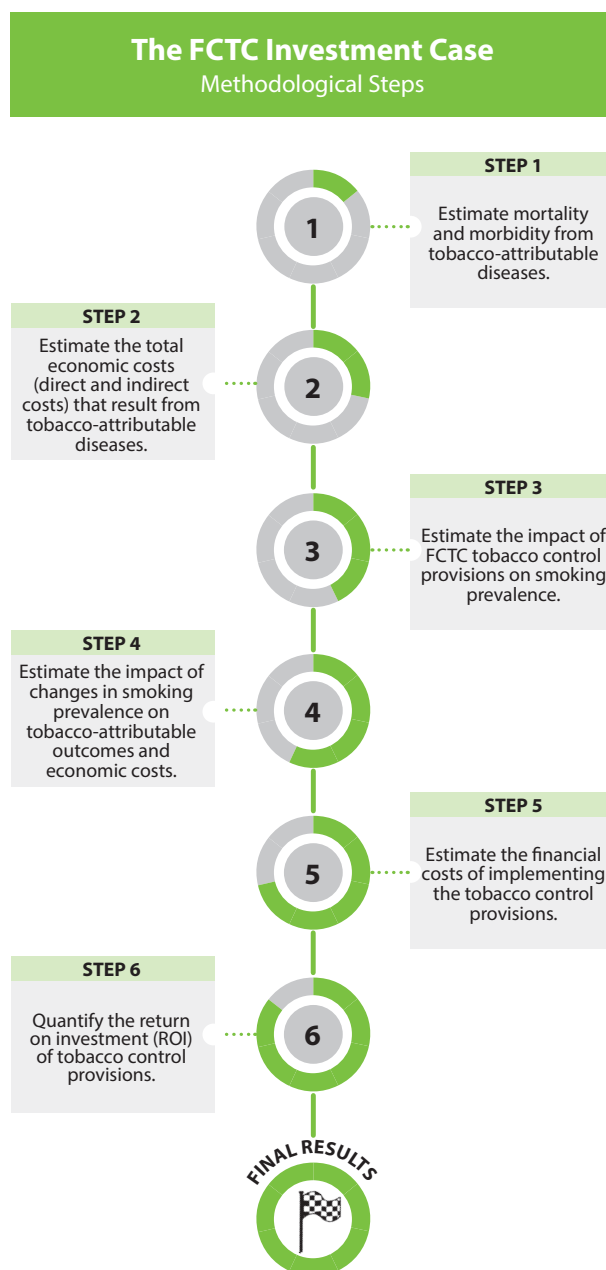 The FCTC Investment Case
Methodological Steps
1
STEP 1
Estimate mortality
and morbidity from
tobacco-attributable
diseases.
STEP 2
Estimate the total
economic costs
(direct and indirect
costs) that result from
tobacco-attributable
diseases.
2
3
STEP 3
Estimate the impact of
FCTC tobacco control
provisions on smoking
prevalence.
STEP 4
Estimate the impact of
changes in smoking
prevalence on
tobacco-attributable
outcomes and
economic costs.
4
5
STEP 5
Estimate the financial
costs of implementing
the tobacco control
provisions.
STEP 6
Quantify the return
on investment (ROI)
of tobacco control
provisions.
6
FINAL RESULTS